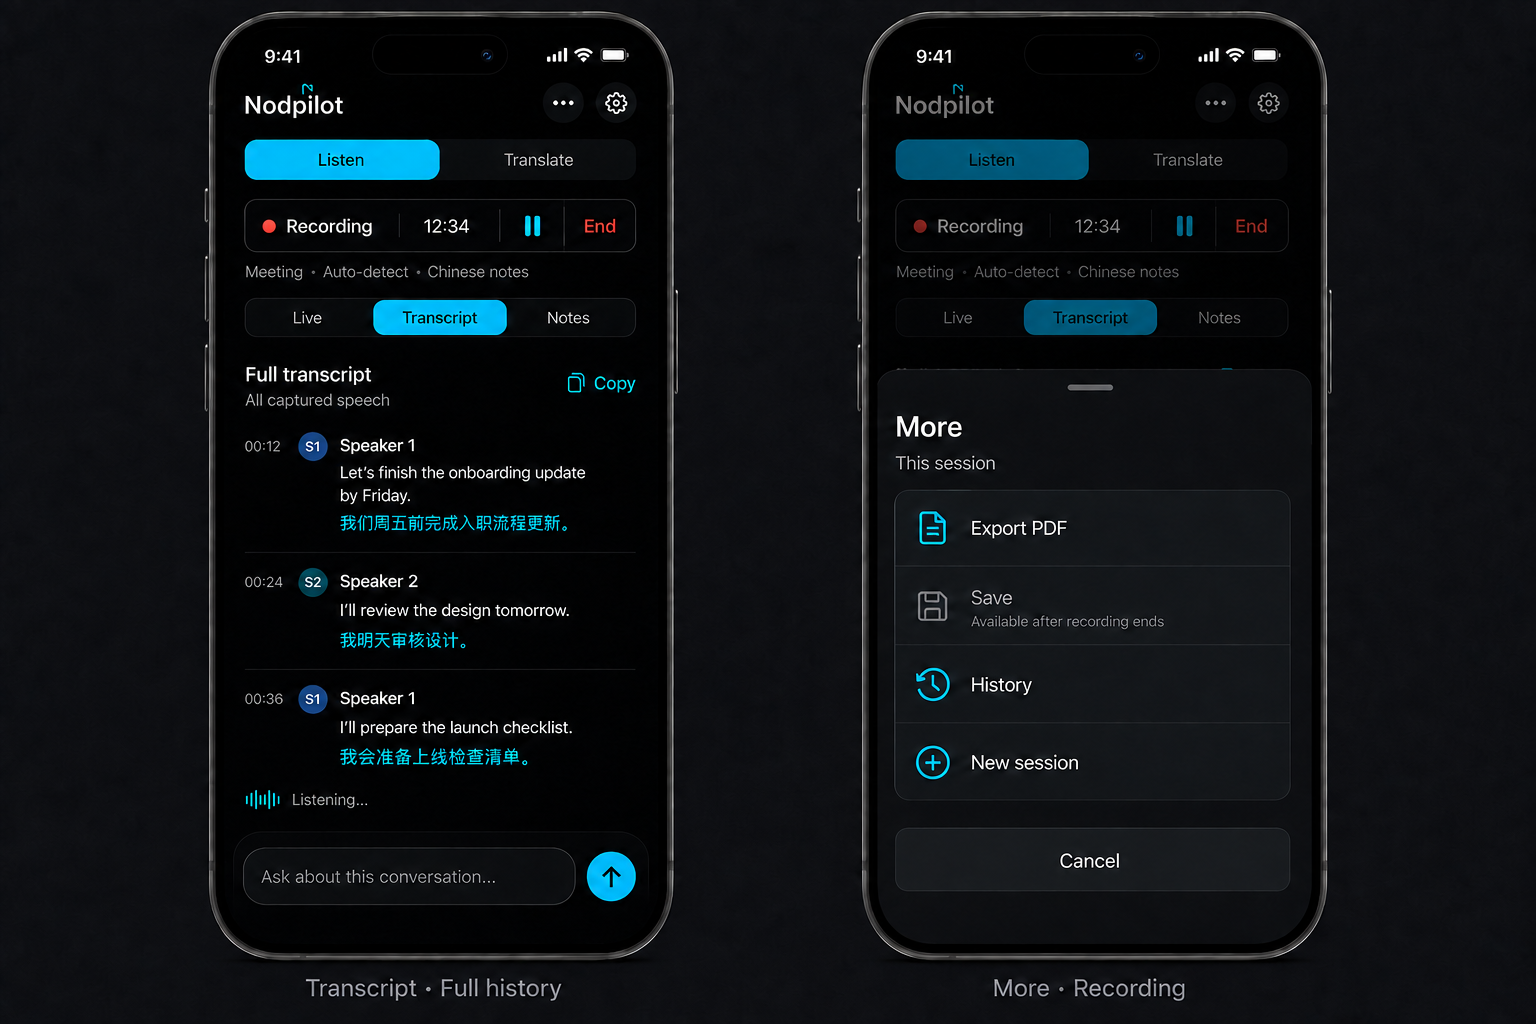 9:41
Nodpilot
Listen
Translate
Recording
12:34
End
Meeting • Auto-detect • Chinese notes
Live
Transcript
Notes
Full transcript
All captured speech
Copy
00:12
S1
Speaker 1
Let's finish the onboarding update
by Friday.
我们周五前完成入职流程更新。
00:24
S2
Speaker 2
I'll review the design tomorrow.
我明天审核设计。
00:36
S1
Speaker 1
I'll prepare the launch checklist.
我会准备上线检查清单。
Listening...
Ask about this conversation...
Transcript • Full history
9:41
Nodpilot
Listen
Translate
Recording
12:34
End
Meeting • Auto-detect • Chinese notes
Live
Transcript
Notes
More
This session
Export PDF
Save
Available after recording ends
History
New session
Cancel
More • Recording